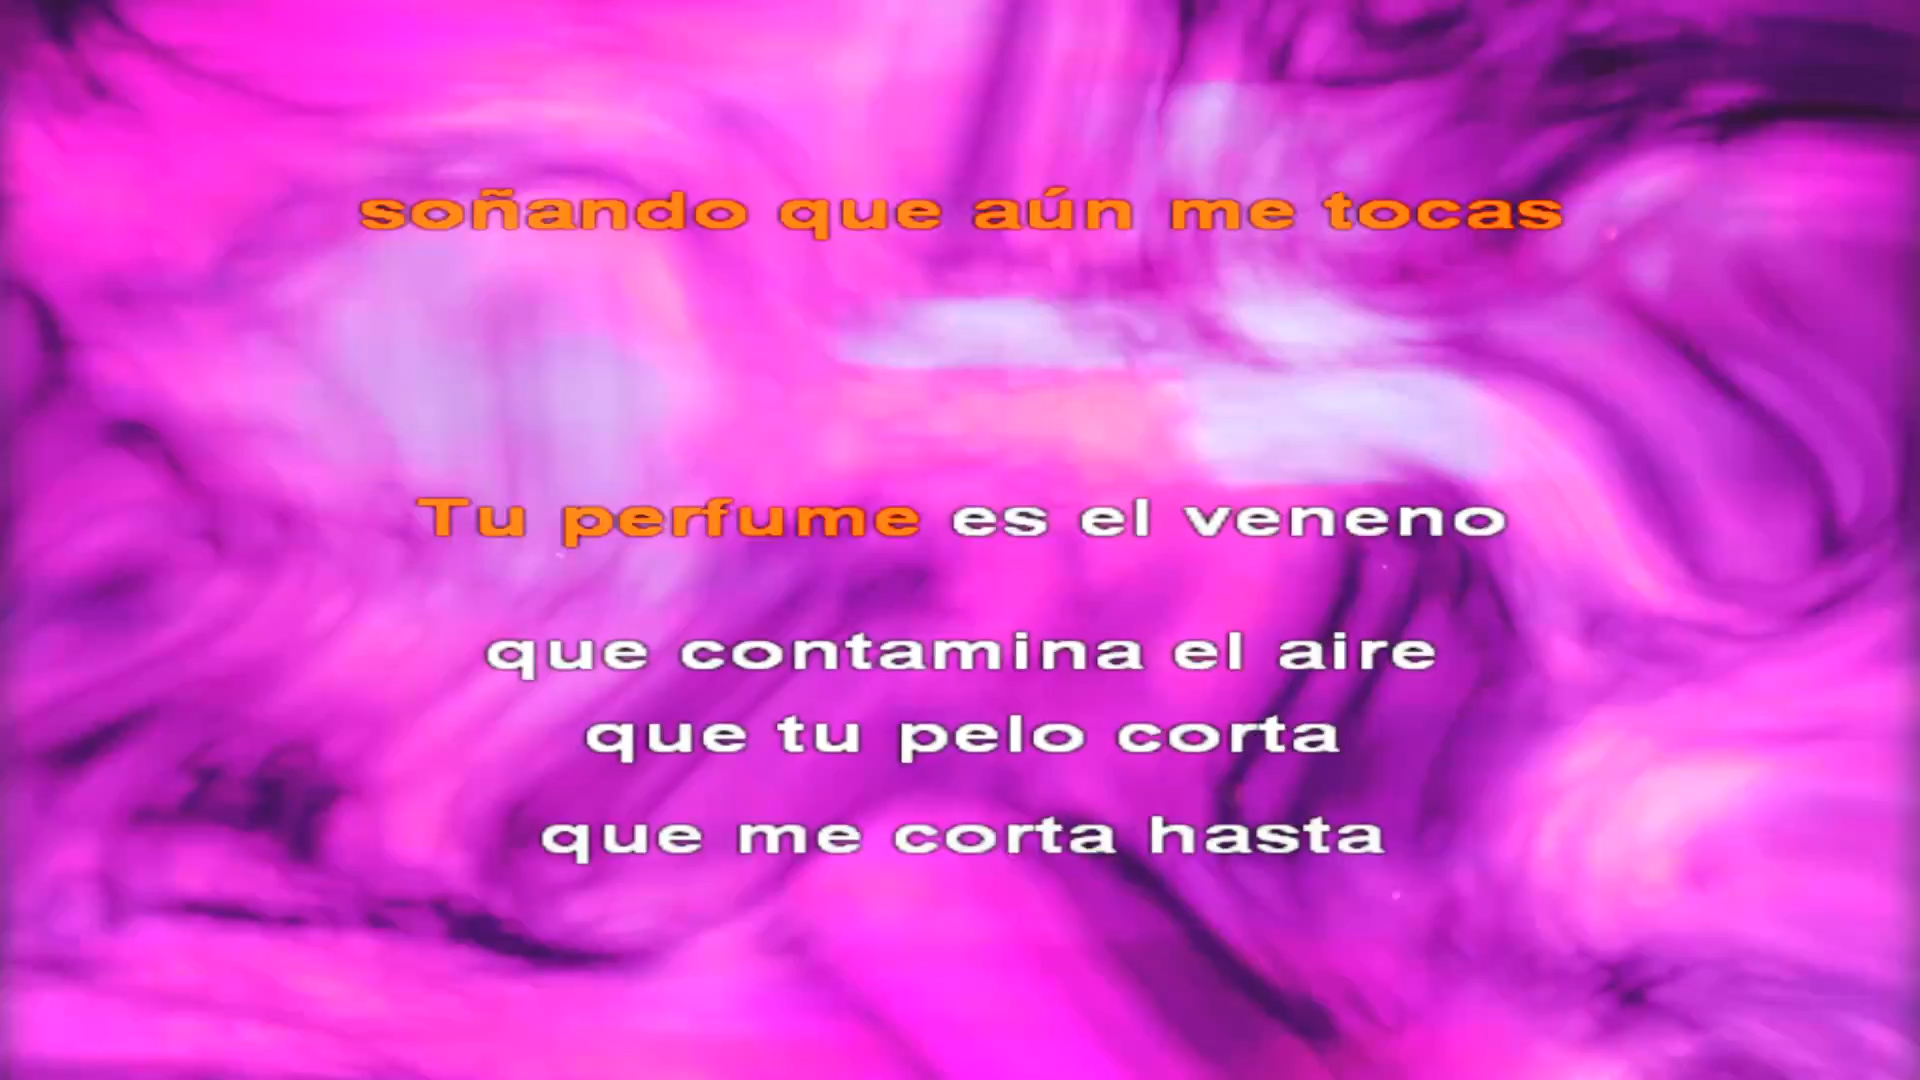 soñando que aún me tocas
Tu perfume es el veneno
que contamina el aire
que tu pelo corta
que me corta hasta